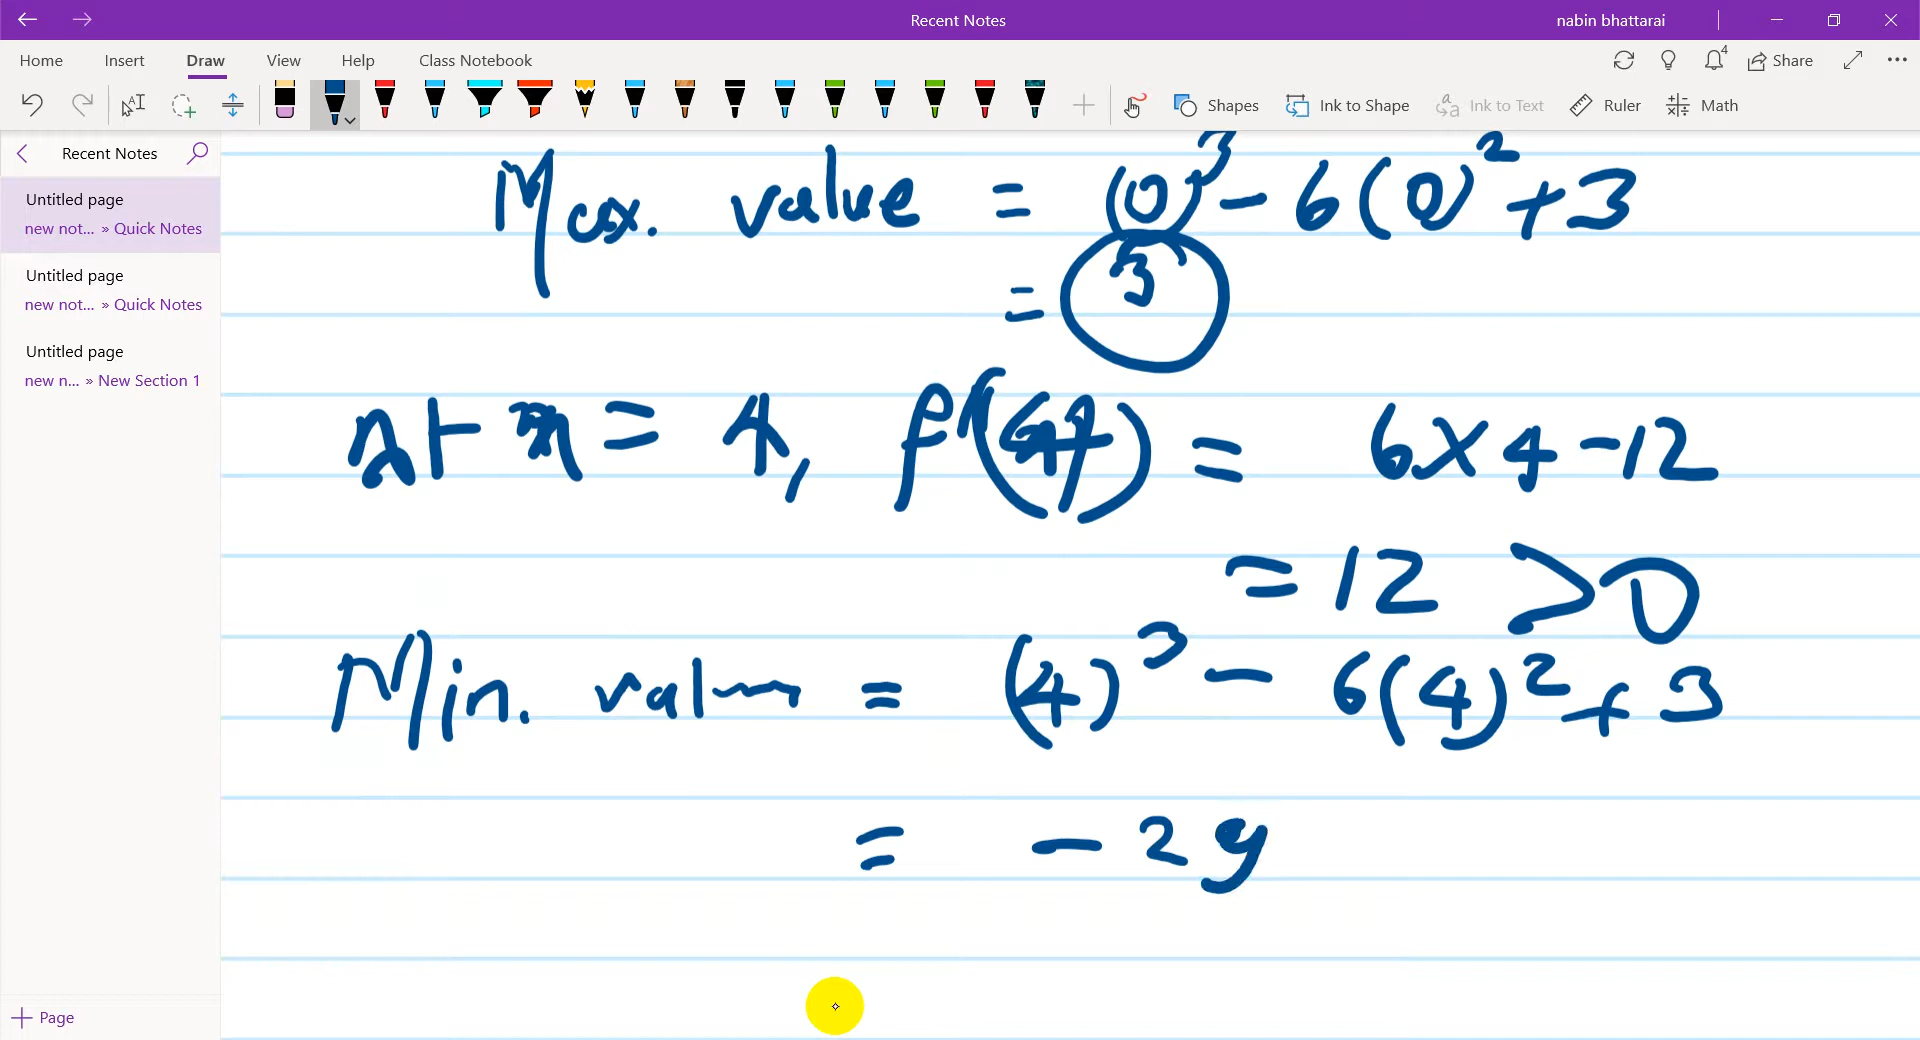 Recent Notes
nabin bhattarai
Home Insert Draw View Help Class Notebook
4
Share
Shapes Ink to Shape Ink to Text Ruler Math
Recent Notes
Untitled page
new not... » Quick Notes
Untitled page
new not... » Quick Notes
Untitled page
new n... » New Section 1
Page
Max. value = (0)³ - 6(0)² + 3
= 3
At x = 4, f''(4) = 6 x 4 - 12
= 12 > 0
Min. value = (4)³ - 6(4)² + 3
= - 29